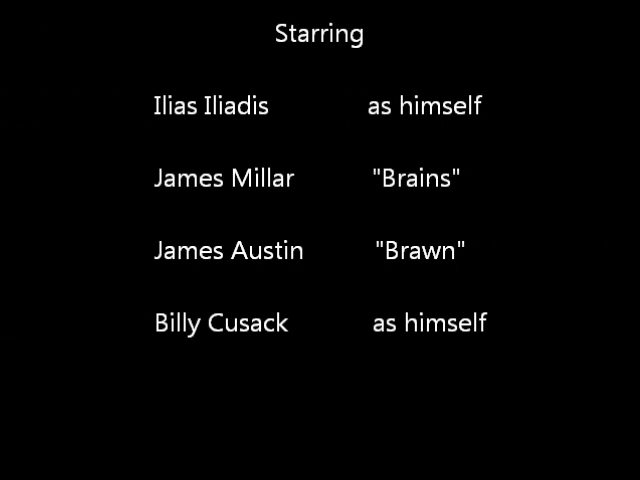 Starring
Ilias Iliadis as himself
James Millar "Brains"
James Austin "Brawn"
Billy Cusack as himself